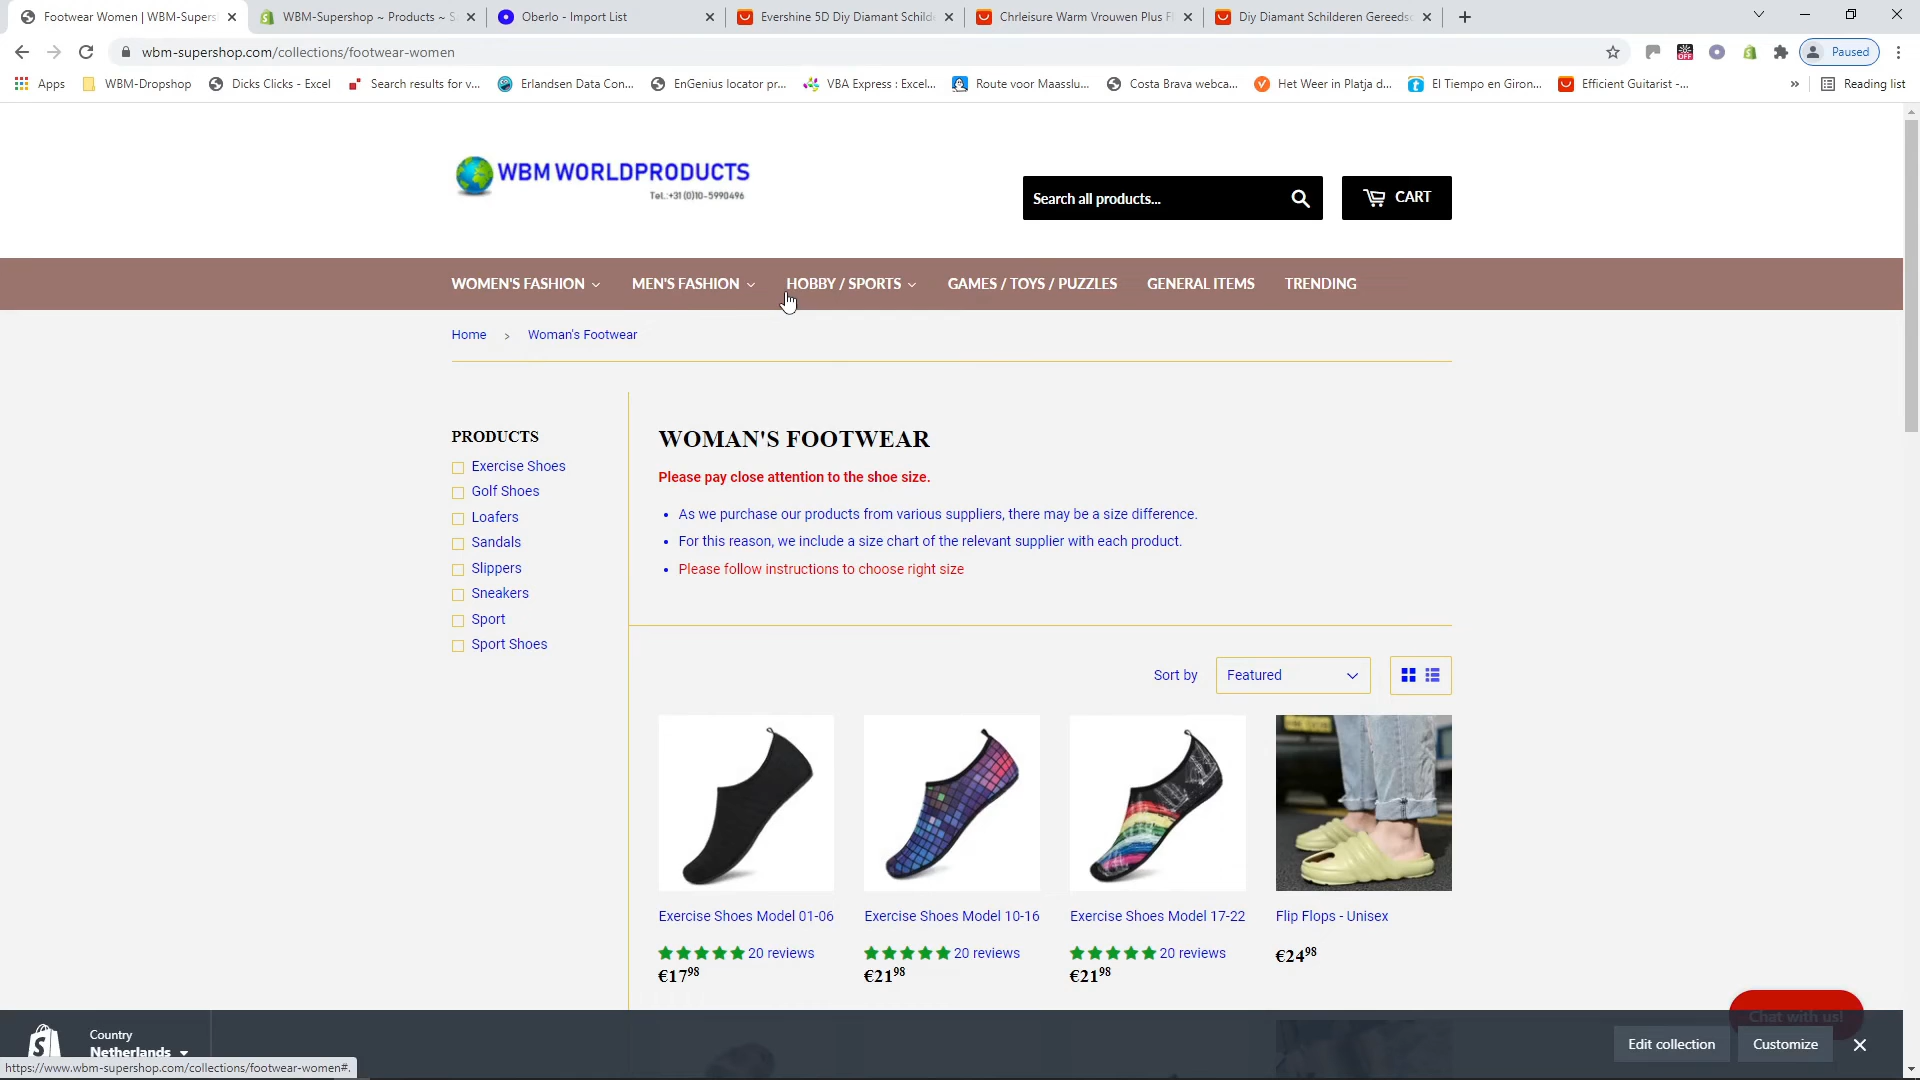 Footwear Women | WBM-Supers
WBM-Supershop ~ Products ~ S
Oberlo - Import List
Evershine 5D Diy Diamant Schild
Chrleisure Warm Vrouwen Plus F
Diy Diamant Schilderen Gereeds
wbm-supershop.com/collections/footwear-women
OFF
Paused
Apps
WBM-Dropshop
Dicks Clicks - Excel
Search results for v...
Erlandsen Data Con...
EnGenius locator pr...
VBA Express : Excel...
Route voor Maasslu...
Costa Brava webca...
Het Weer in Platja d...
El Tiempo en Giron...
Efficient Guitarist -...
»
Reading list
WBM WORLDPRODUCTS
Tel.:+31 (0)10-5990496
Search all products...
CART
WOMEN'S FASHION
MEN'S FASHION
HOBBY / SPORTS
GAMES / TOYS / PUZZLES
GENERAL ITEMS
TRENDING
Home > Woman's Footwear
PRODUCTS
Exercise Shoes
Golf Shoes
Loafers
Sandals
Slippers
Sneakers
Sport
Sport Shoes
WOMAN'S FOOTWEAR
Please pay close attention to the shoe size.
• As we purchase our products from various suppliers, there may be a size difference.
• For this reason, we include a size chart of the relevant supplier with each product.
• Please follow instructions to choose right size
Sort by
Featured
Exercise Shoes Model 01-06
20 reviews
€17⁹⁸
Exercise Shoes Model 10-16
20 reviews
€21⁹⁸
Exercise Shoes Model 17-22
20 reviews
€21⁹⁸
Flip Flops - Unisex
€24⁹⁸
Chat with us!
Country
Netherlands
Edit collection
Customize
https://www.wbm-supershop.com/collections/footwear-women#.